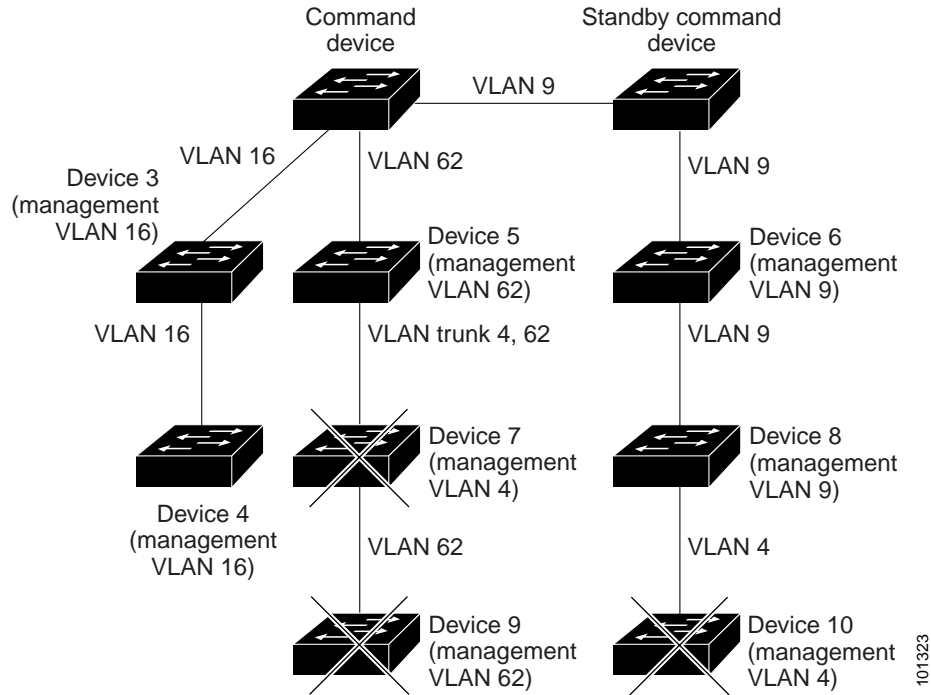 Command
device
Standby command
device
VLAN 9
VLAN 16
VLAN 62
VLAN 9
Device 3
(management
VLAN 16)
Device 5
(management
VLAN 62)
Device 6
(management
VLAN 9)
VLAN 16
VLAN trunk 4, 62
VLAN 9
Device 7
(management
VLAN 4)
Device 8
(management
VLAN 9)
Device 4
(management
VLAN 16)
VLAN 62
VLAN 4
Device 9
(management
VLAN 62)
Device 10
(management
VLAN 4)
101323